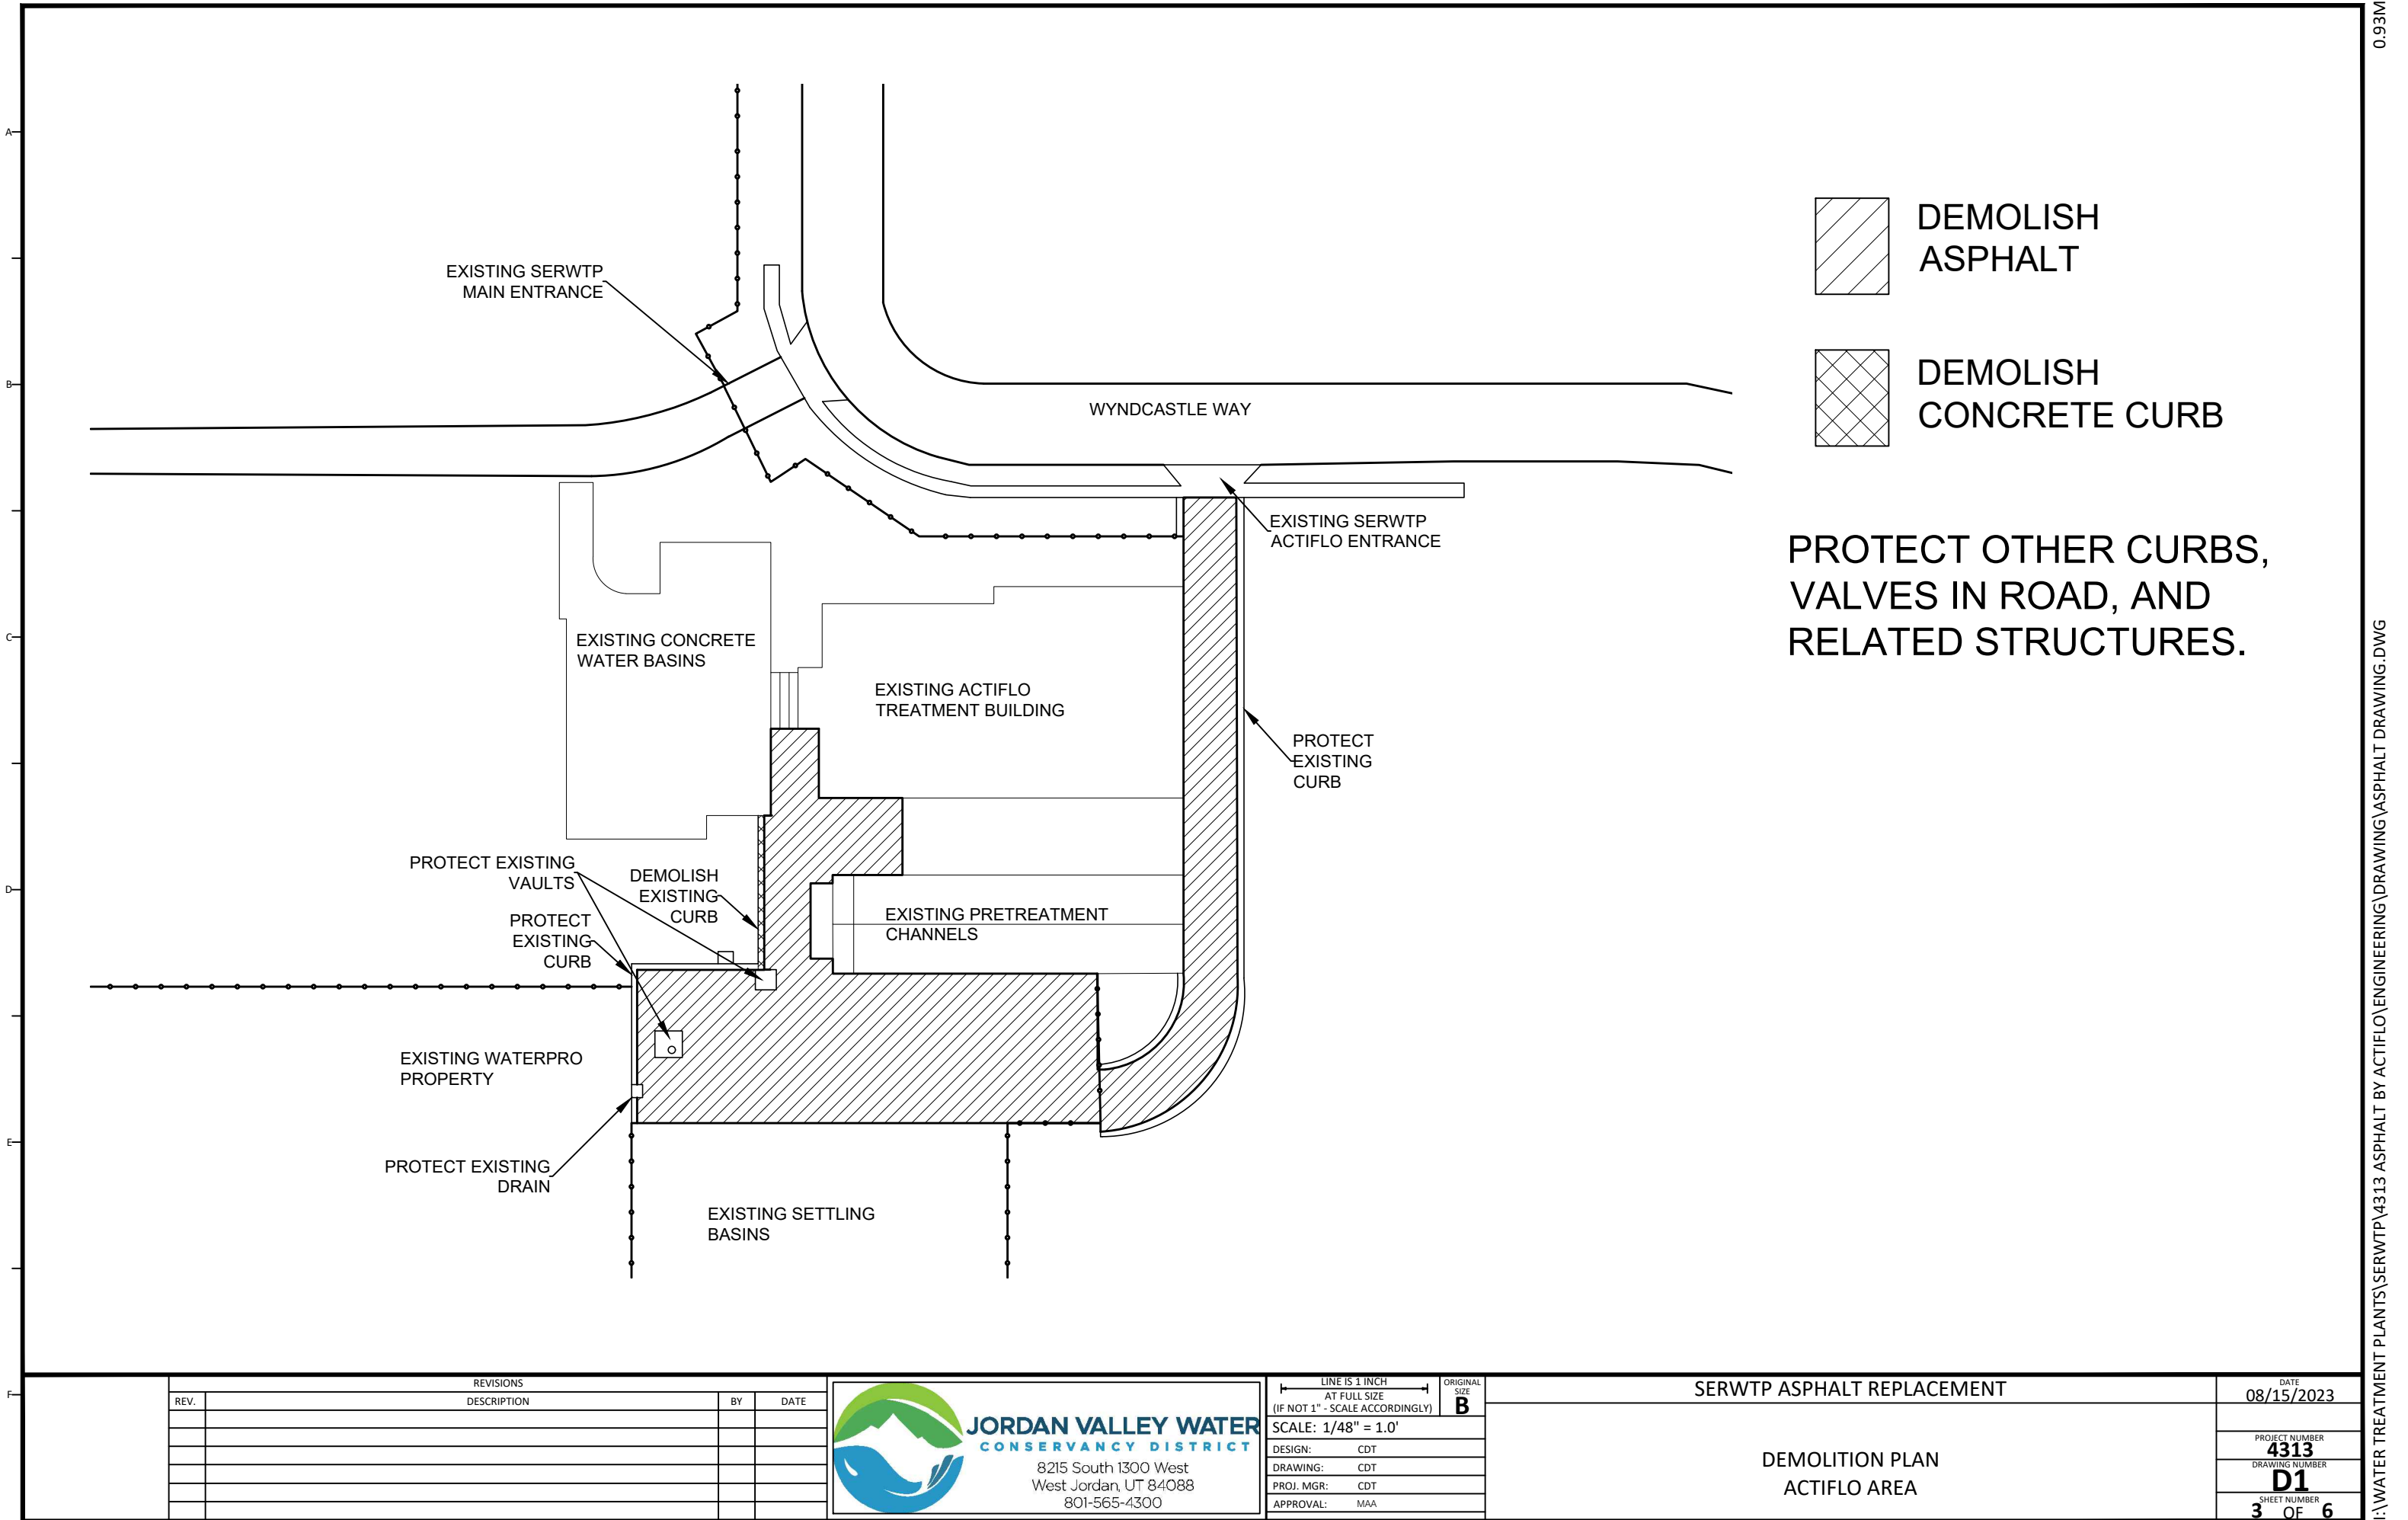 0.93M
A
EXISTING SERWTP
MAIN ENTRANCE
DEMOLISH
ASPHALT
B
WYNDCASTLE WAY
DEMOLISH
CONCRETE CURB
EXISTING SERWTP
ACTIFLO ENTRANCE
PROTECT OTHER CURBS,
VALVES IN ROAD, AND
RELATED STRUCTURES.
C
EXISTING CONCRETE
WATER BASINS
EXISTING ACTIFLO
TREATMENT BUILDING
PROTECT
EXISTING
CURB
PROTECT EXISTING
VAULTS
DEMOLISH
EXISTING
CURB
D
PROTECT
EXISTING
CURB
EXISTING PRETREATMENT
CHANNELS
EXISTING WATERPRO
PROPERTY
E
PROTECT EXISTING
DRAIN
EXISTING SETTLING
BASINS
I:\WATER TREATMENT PLANTS\SERWTP\4313 ASPHALT BY ACTIFLO\ENGINEERING\DRAWING\ASPHALT DRAWING.DWG
F
REVISIONS
REV. DESCRIPTION BY DATE
JORDAN VALLEY WATER
CONSERVANCY DISTRICT
8215 South 1300 West
West Jordan, UT 84088
801-565-4300
LINE IS 1 INCH
AT FULL SIZE
(IF NOT 1" - SCALE ACCORDINGLY)
ORIGINAL
SIZE
B
SCALE: 1/48" = 1.0'
DESIGN: CDT
DRAWING: CDT
PROJ. MGR: CDT
APPROVAL: MAA
SERWTP ASPHALT REPLACEMENT
DEMOLITION PLAN
ACTIFLO AREA
DATE
08/15/2023
PROJECT NUMBER
4313
DRAWING NUMBER
D1
SHEET NUMBER
3 OF 6